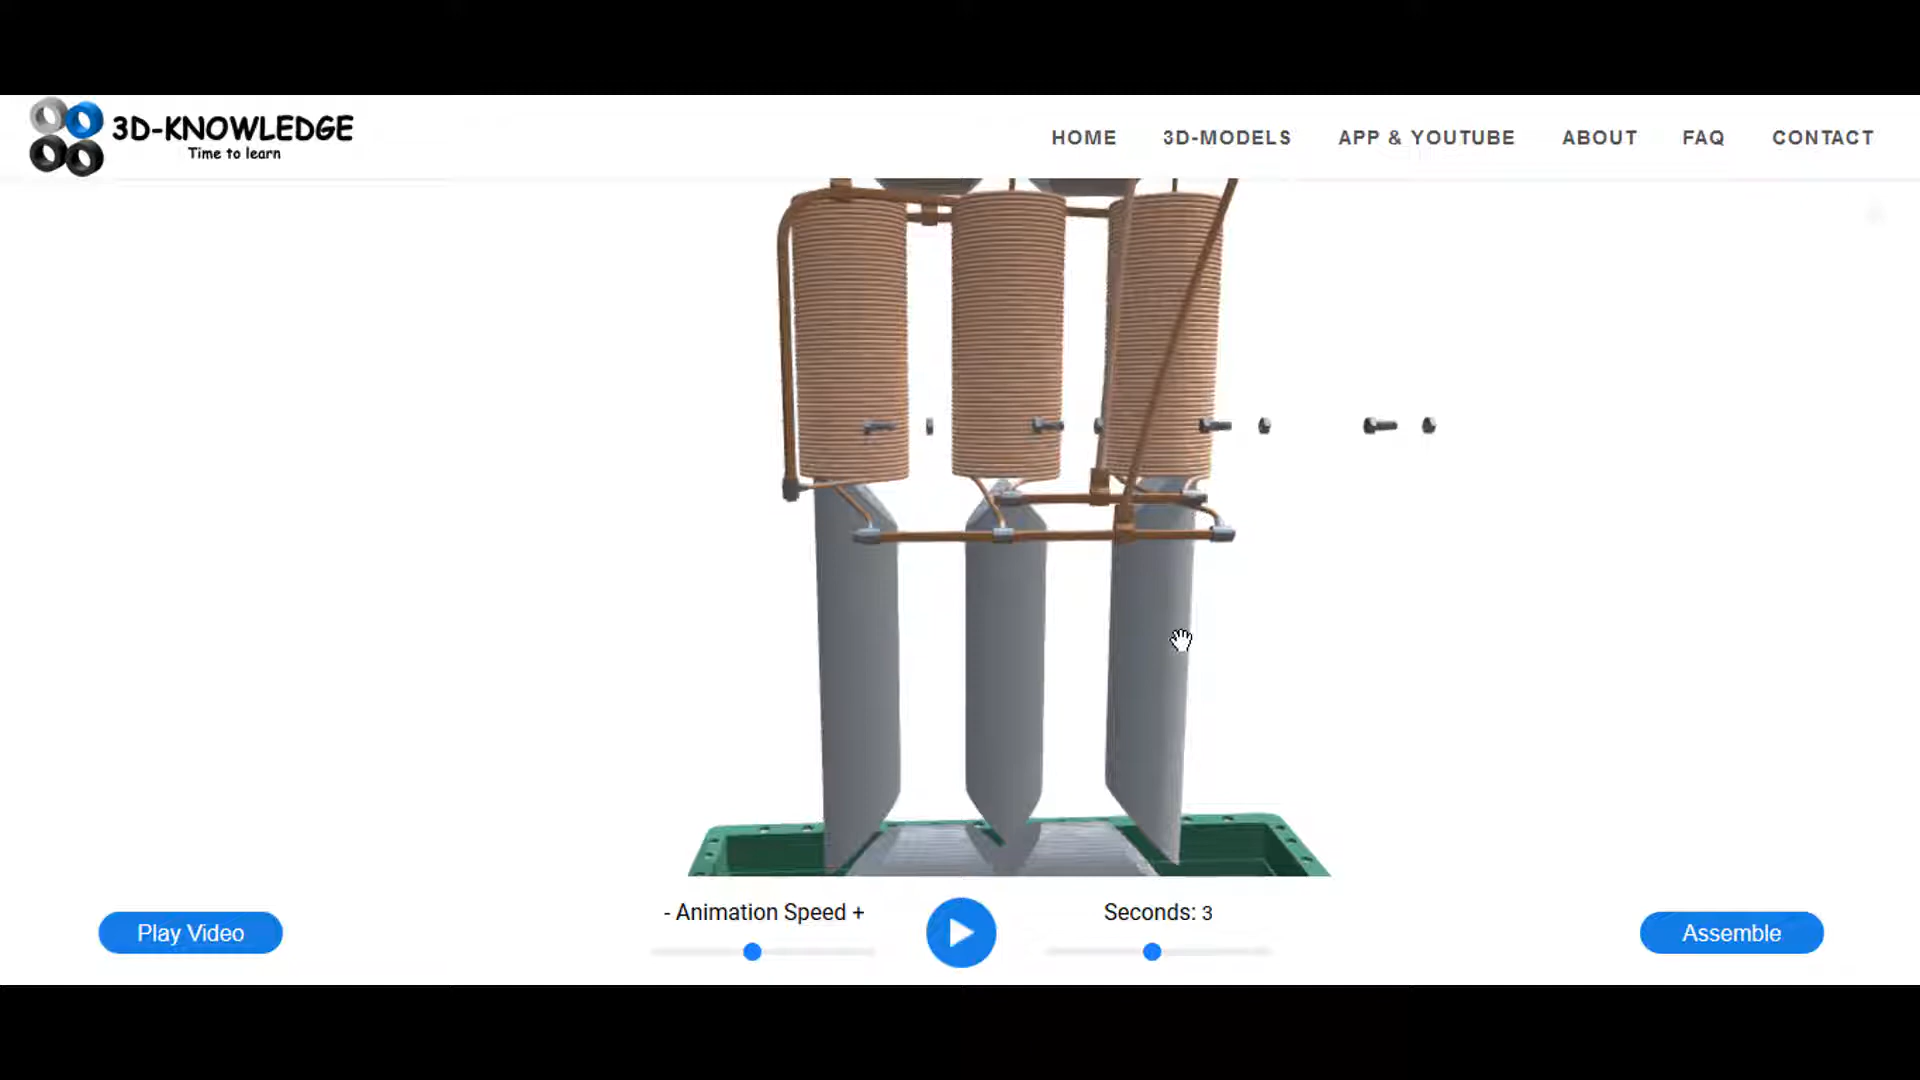 3D-KNOWLEDGE
Time to learn
HOME 3D-MODELS APP & YOUTUBE ABOUT FAQ CONTACT
- Animation Speed + Seconds: 3
Play Video Assemble